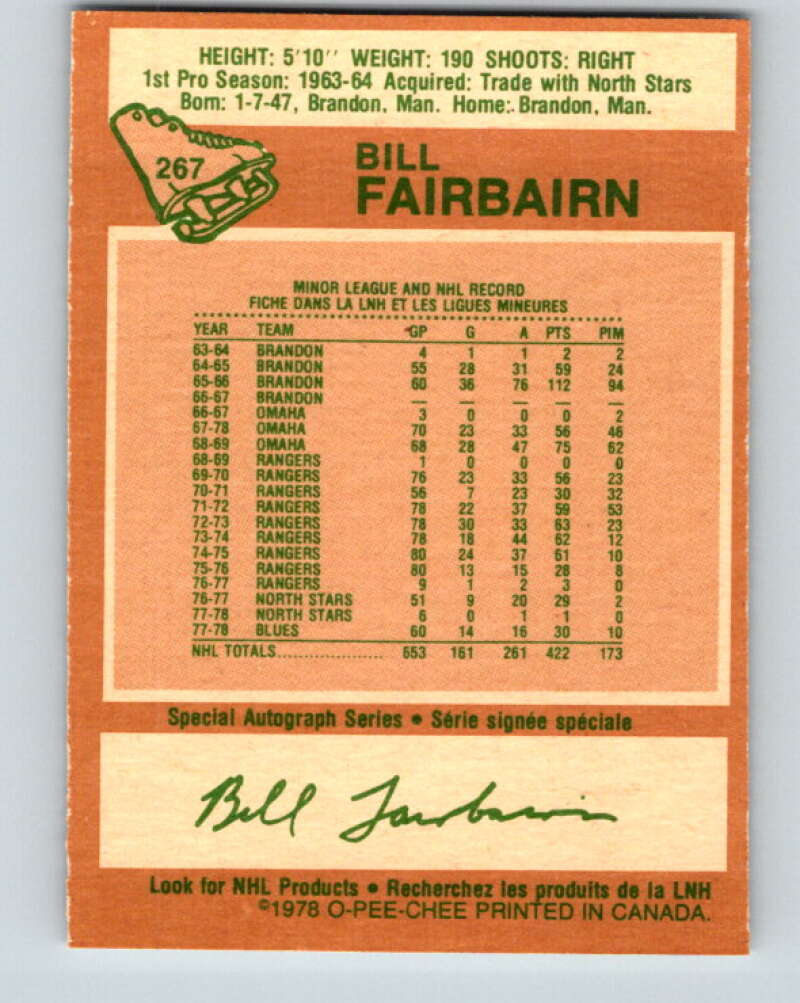 HEIGHT: 5'10" WEIGHT: 190 SHOOTS: RIGHT
1st Pro Season: 1963-64 Acquired: Trade with North Stars
Born: 1-7-47, Brandon, Man. Home: Brandon, Man.
267
BILL
FAIRBAIRN
MINOR LEAGUE AND NHL RECORD
FICHE DANS LA LNH ET LES LIGUES MINEURES
YEAR TEAM GP G A PTS PIM
63-64 BRANDON 4 1 1 2 2
64-65 BRANDON 55 28 31 59 24
65-66 BRANDON 60 36 76 112 94
66-67 BRANDON — — — — —
66-67 OMAHA 3 0 0 0 2
67-78 OMAHA 70 23 33 56 46
68-69 OMAHA 68 28 47 75 62
68-69 RANGERS 1 0 0 0 0
69-70 RANGERS 76 23 33 56 23
70-71 RANGERS 56 7 23 30 32
71-72 RANGERS 78 22 37 59 53
72-73 RANGERS 78 30 33 63 23
73-74 RANGERS 78 18 44 62 12
74-75 RANGERS 80 24 37 61 10
75-76 RANGERS 80 13 15 28 8
76-77 RANGERS 9 1 2 3 0
76-77 NORTH STARS 51 9 20 29 2
77-78 NORTH STARS 6 0 1 1 0
77-78 BLUES 60 14 16 30 10
NHL TOTALS................... 653 161 261 422 173
Special Autograph Series • Série signée spéciale
Bill Fairbairn
Look for NHL Products • Recherchez les produits de la LNH
©1978 O-PEE-CHEE PRINTED IN CANADA.